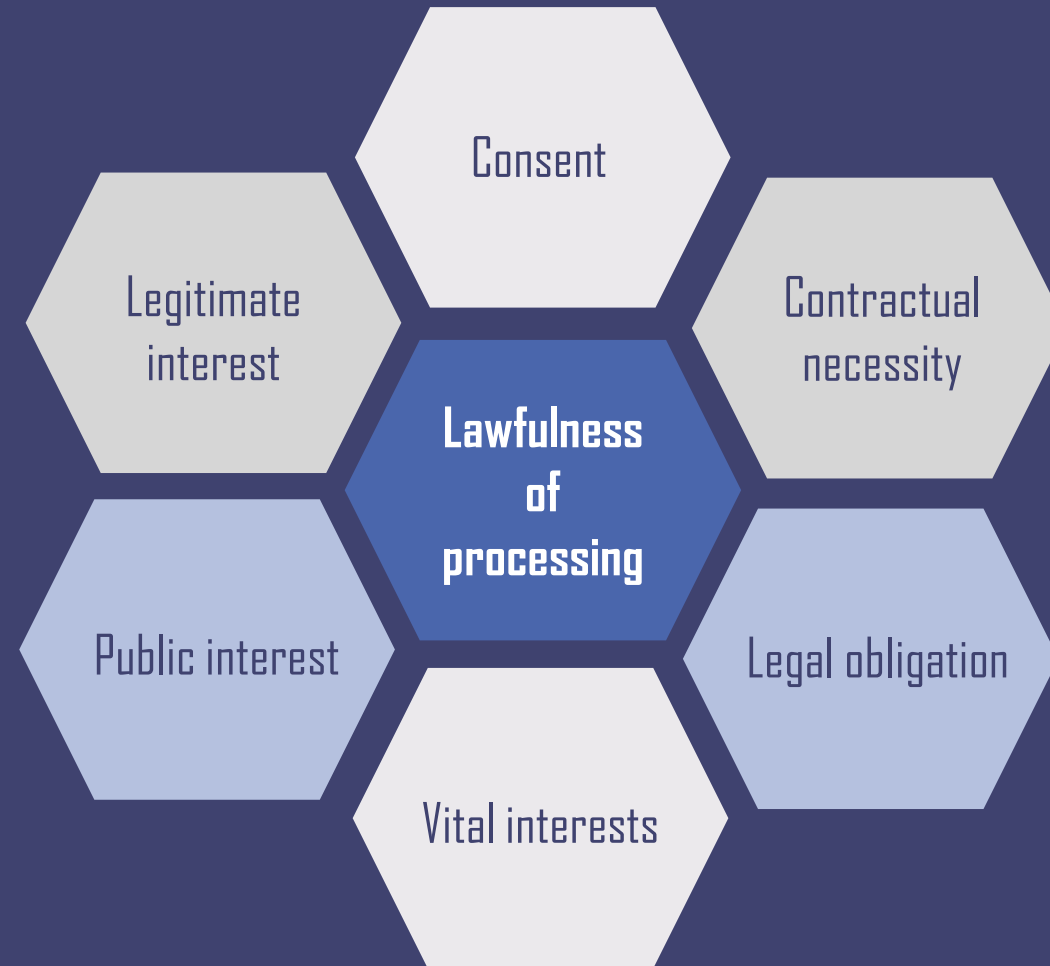 Consent
Legitimate
interest
Contractual
necessity
Lawfulness
of
processing
Public interest
Legal obligation
Vital interests